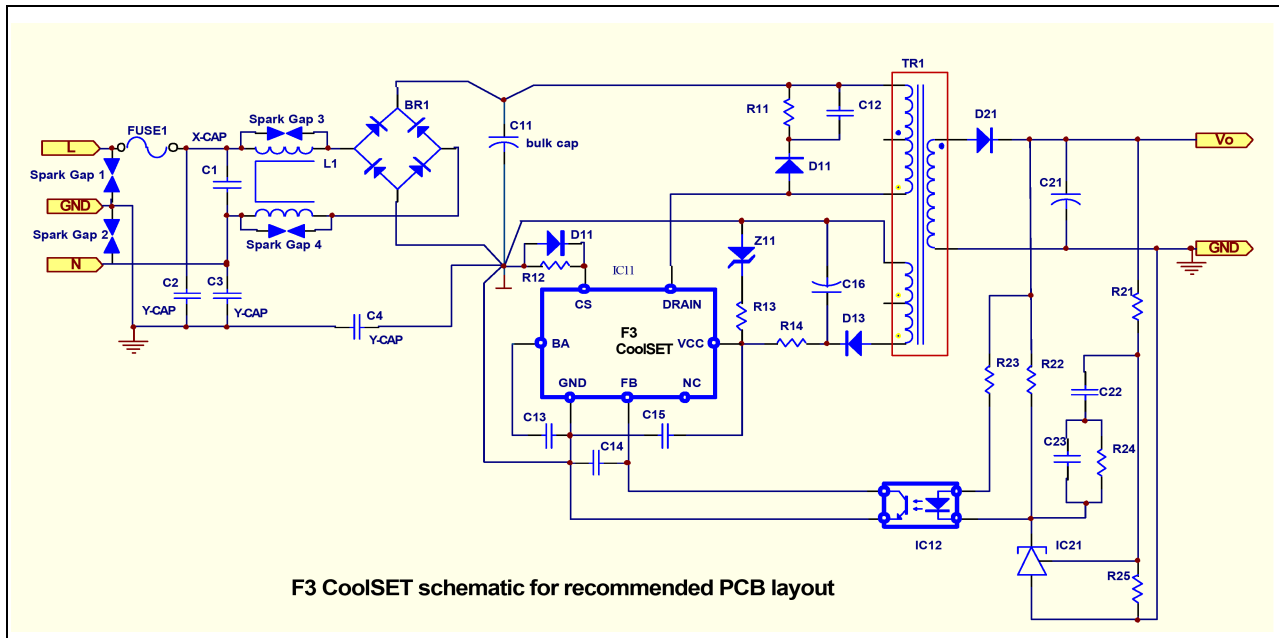 TR1
BR1
D21
Spark Gap 3
R11
C12
FUSE1
X-CAP
C11
bulk cap
L
Vo
L1
D11
Spark Gap 1
C1
C21
GND
Spark Gap 2
Spark Gap 4
D11
Z11
GND
N
R12
IC11
C2
C3
CS
DRAIN
C16
R21
Y-CAP
Y-CAP
C4
Y-CAP
R13
R14
D13
F3
CoolSET
BA
VCC
R23
R22
GND
FB
NC
C22
C13
C15
C14
C23
R24
IC12
IC21
R25
F3 CoolSET schematic for recommended PCB layout